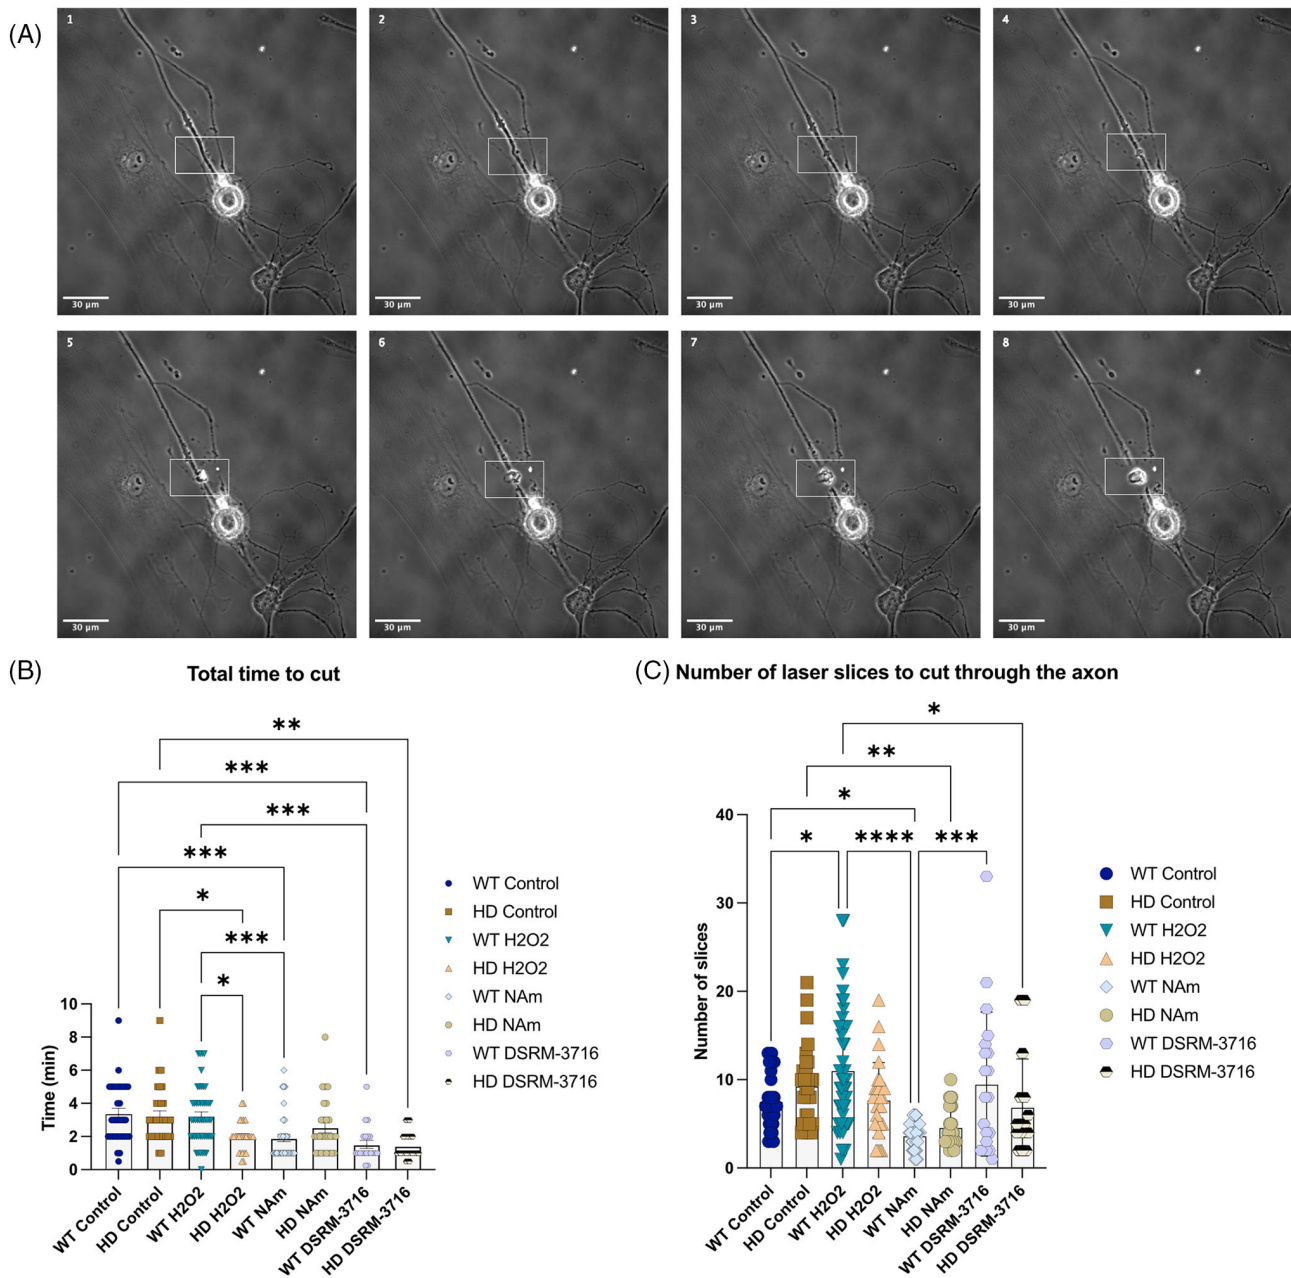 (A)
1
2
3
4
30 µm
30 µm
30 µm
30 µm
5
6
7
8
30 µm
30 µm
30 µm
30 µm
(B)
Total time to cut
**
***
***
***
*
***
*
10
8
6
4
2
0
Time (min)
WT Control
HD Control
WT H2O2
HD H2O2
WT NAm
HD NAm
WT DSRM-3716
HD DSRM-3716
WT Control
HD Control
WT H2O2
HD H2O2
WT NAm
HD NAm
WT DSRM-3716
HD DSRM-3716
(C) Number of laser slices to cut through the axon
*
**
*
*
****
***
40
30
20
10
0
Number of slices
WT Control
HD Control
WT H2O2
HD H2O2
WT NAm
HD NAm
WT DSRM-3716
HD DSRM-3716
WT Control
HD Control
WT H2O2
HD H2O2
WT NAm
HD NAm
WT DSRM-3716
HD DSRM-3716